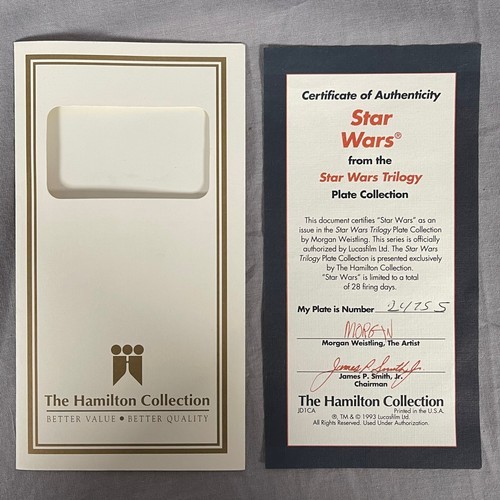 The Hamilton Collection
BETTER VALUE • BETTER QUALITY
Certificate of Authenticity
Star
Wars®
from the
Star Wars Trilogy
Plate Collection
This document certifies "Star Wars" as an
issue in the Star Wars Trilogy Plate Collection
by Morgan Weistling. This series is officially
authorized by Lucasfilm Ltd. The Star Wars
Trilogy Plate Collection is presented exclusively
by The Hamilton Collection.
"Star Wars" is limited to a total
of 28 firing days.
My Plate is Number 2475S
MORGAN
Morgan Weistling, The Artist
James P. Smith, Jr.
James P. Smith, Jr.
Chairman
The Hamilton Collection
JD1CA Printed in the U.S.A.
®, TM & © 1993 Lucasfilm Ltd.
All Rights Reserved. Used Under Authorization.